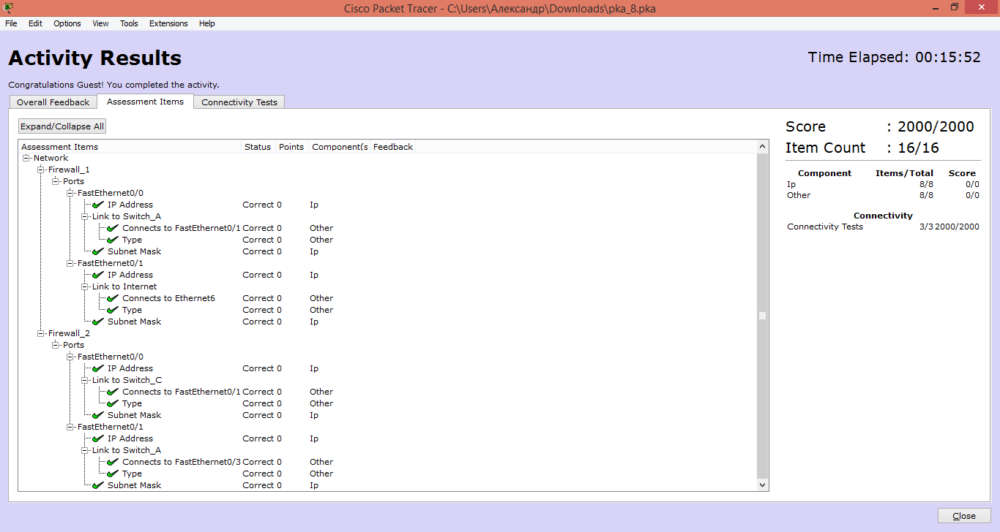 Cisco Packet Tracer - C:\Users\Александр\Downloads\pka_8.pka
File Edit Options View Tools Extensions Help
Activity Results
Time Elapsed: 00:15:52
Congratulations Guest! You completed the activity.
Overall Feedback Assessment Items Connectivity Tests
Expand/Collapse All
Assessment Items Status Points Component(s Feedback
Network
Firewall_1
Ports
FastEthernet0/0
IP Address Correct 0 Ip
Link to Switch_A
Connects to FastEthernet0/1 Correct 0 Other
Type Correct 0 Other
Subnet Mask Correct 0 Ip
FastEthernet0/1
IP Address Correct 0 Ip
Link to Internet
Connects to Ethernet6 Correct 0 Other
Type Correct 0 Other
Subnet Mask Correct 0 Ip
Firewall_2
Ports
FastEthernet0/0
IP Address Correct 0 Ip
Link to Switch_C
Connects to FastEthernet0/1 Correct 0 Other
Type Correct 0 Other
Subnet Mask Correct 0 Ip
FastEthernet0/1
IP Address Correct 0 Ip
Link to Switch_A
Connects to FastEthernet0/3 Correct 0 Other
Type Correct 0 Other
Subnet Mask Correct 0 Ip
Score : 2000/2000
Item Count : 16/16
Component Items/Total Score
Ip 8/8 0/0
Other 8/8 0/0
Connectivity
Connectivity Tests 3/3 2000/2000
Close